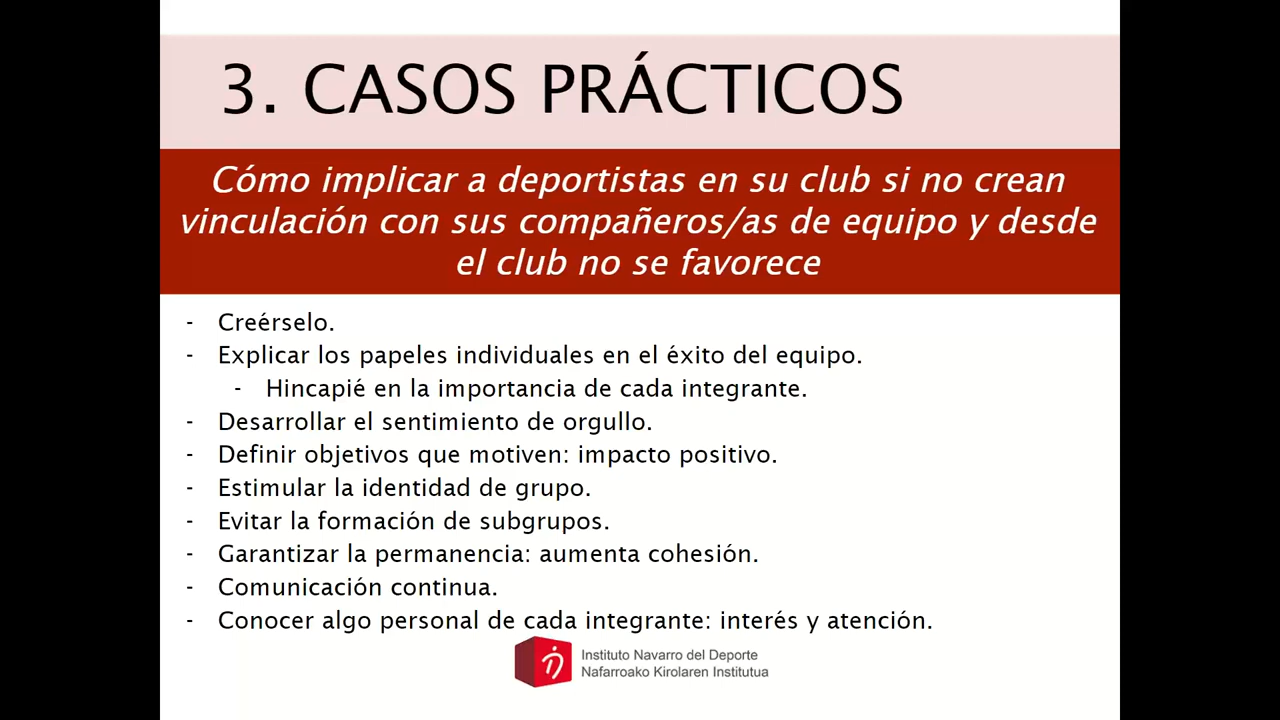 3. CASOS PRÁCTICOS
Cómo implicar a deportistas en su club si no crean
vinculación con sus compañeros/as de equipo y desde
el club no se favorece
- Creérselo.
- Explicar los papeles individuales en el éxito del equipo.
- Hincapié en la importancia de cada integrante.
- Desarrollar el sentimiento de orgullo.
- Definir objetivos que motiven: impacto positivo.
- Estimular la identidad de grupo.
- Evitar la formación de subgrupos.
- Garantizar la permanencia: aumenta cohesión.
- Comunicación continua.
- Conocer algo personal de cada integrante: interés y atención.
Instituto Navarro del Deporte
Nafarroako Kirolaren Institutua